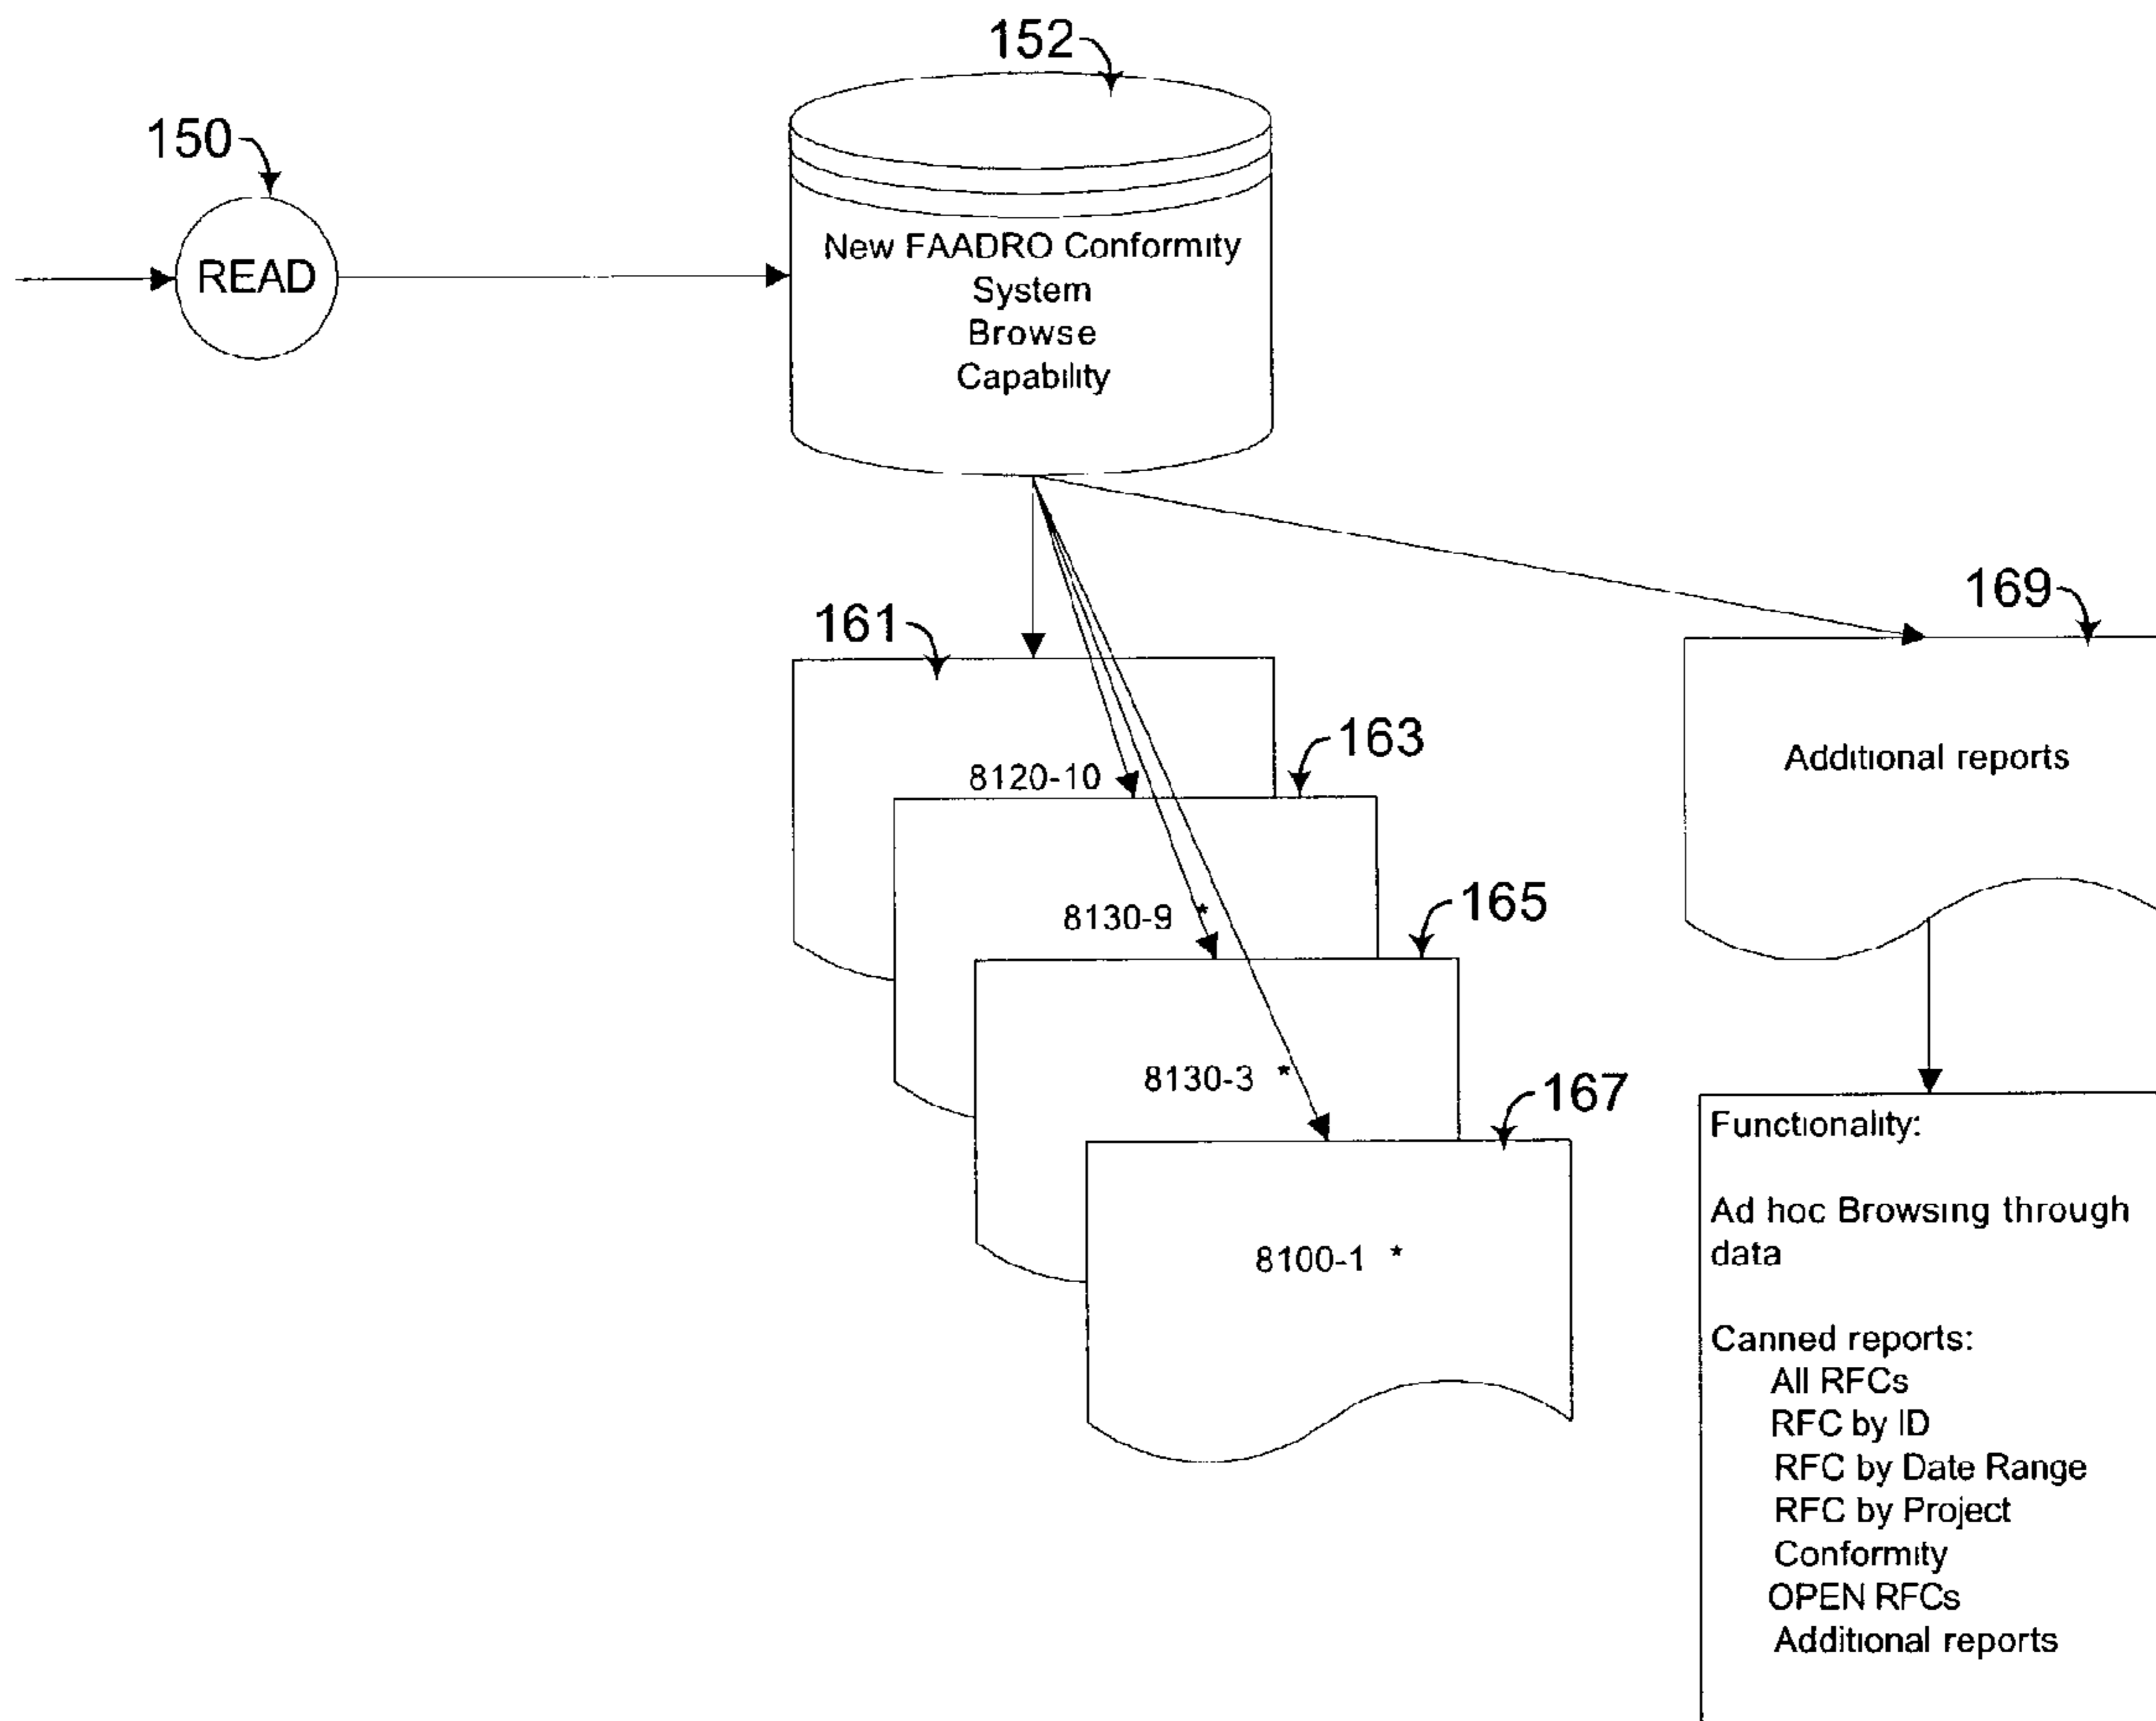 152
150
READ
New FAADRO Conformity
System
Browse
Capability
161
169
163
8120-10
Additional reports
165
8130-9 *
167
8130-3 *
8100-1 *
Functionality:
Ad hoc Browsing through
data
Canned reports:
All RFCs
RFC by ID
RFC by Date Range
RFC by Project
Conformity
OPEN RFCs
Additional reports